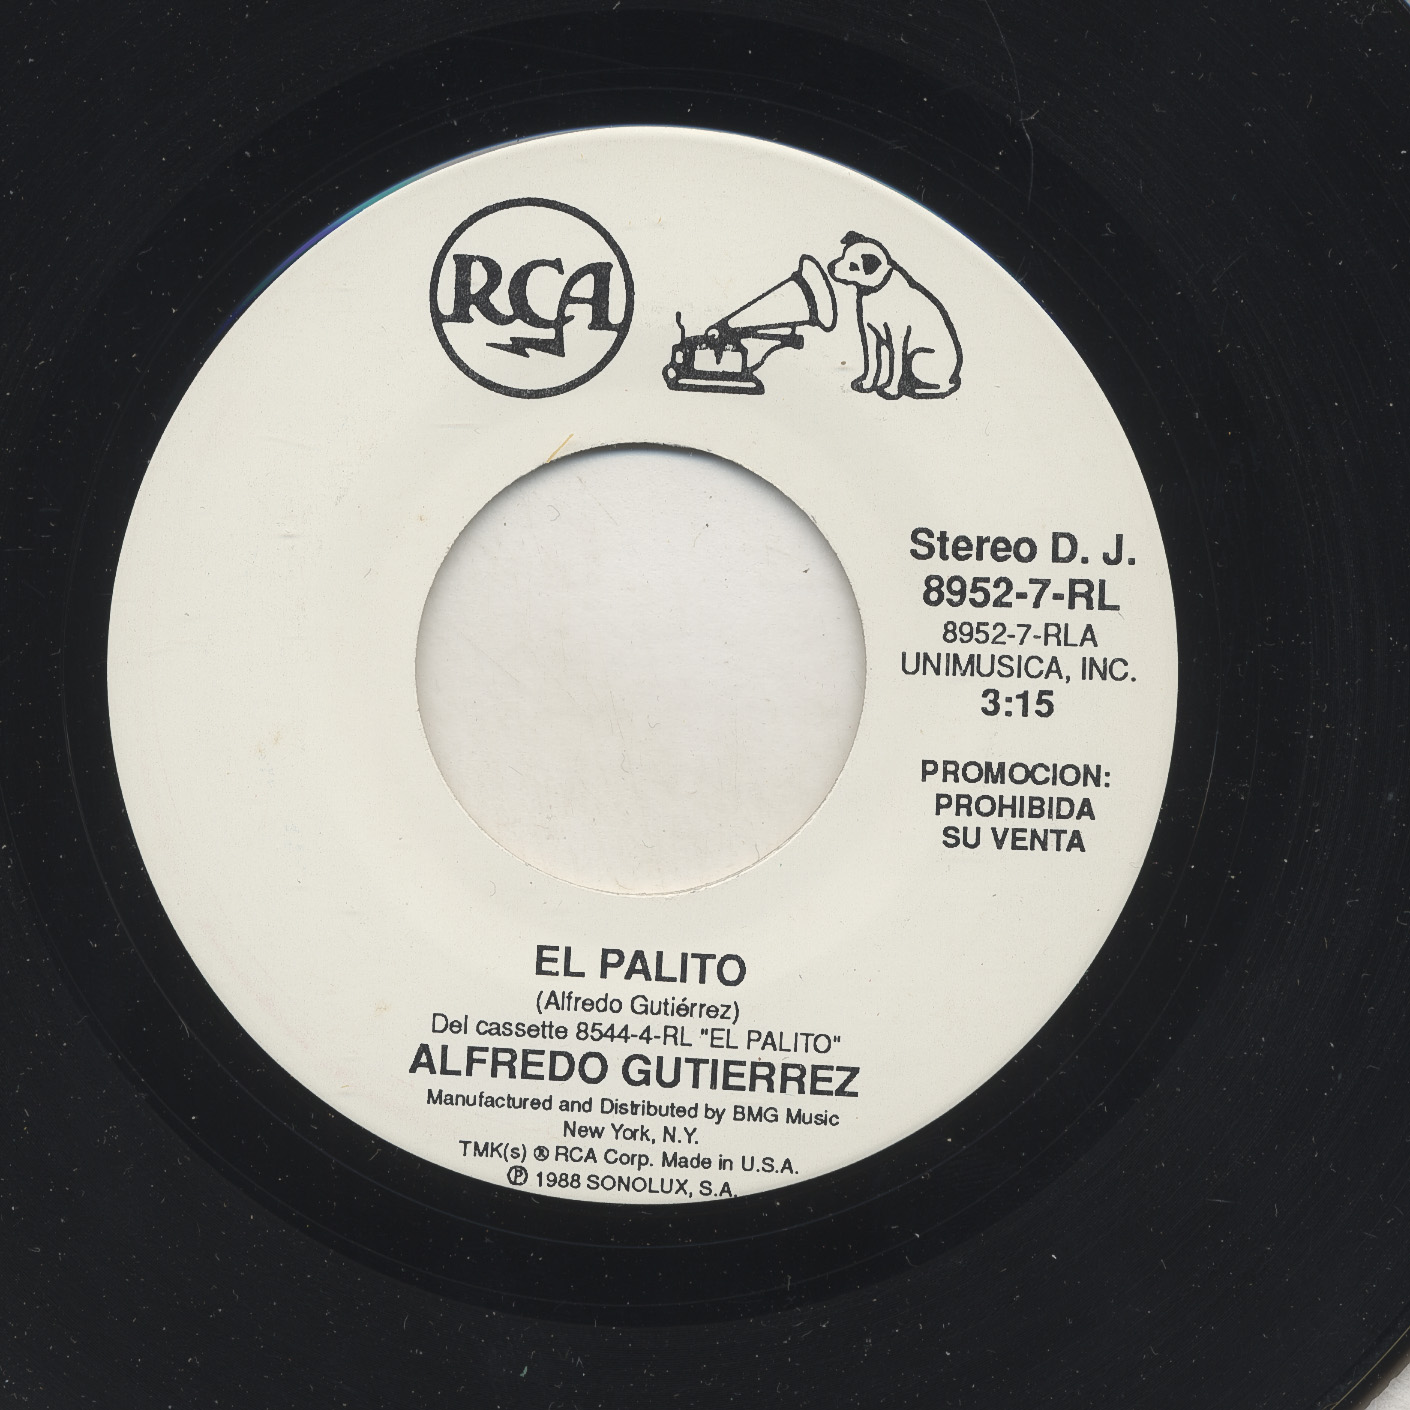 RCA
Stereo D. J.
8952-7-RL
8952-7-RLA
UNIMUSICA, INC.
3:15
PROMOCION:
PROHIBIDA
SU VENTA
EL PALITO
(Alfredo Gutiérrez)
Del cassette 8544-4-RL "EL PALITO"
ALFREDO GUTIERREZ
Manufactured and Distributed by BMG Music
New York, N.Y.
TMK(s) ® RCA Corp. Made in U.S.A.
℗ 1988 SONOLUX, S.A.